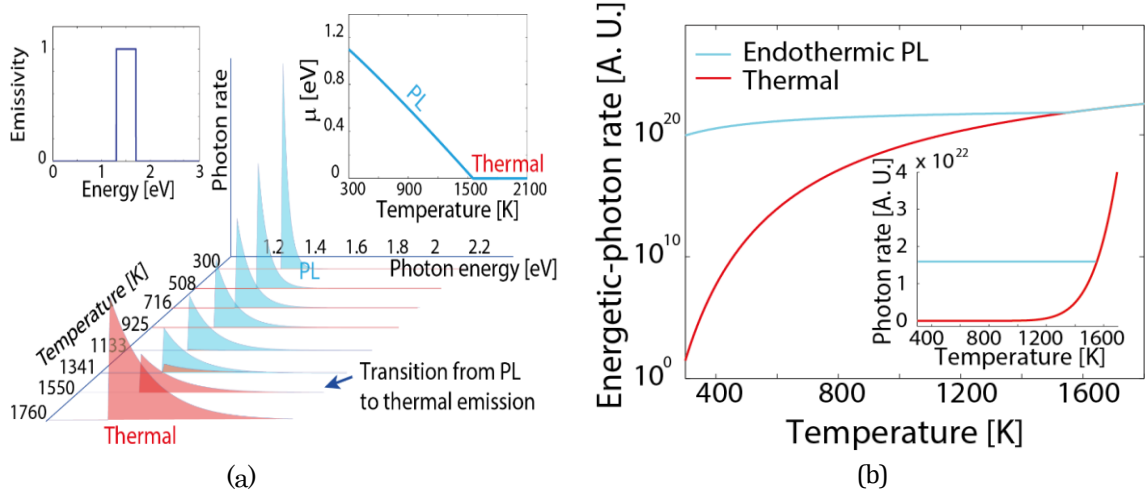 Emissivity
1
0
0 1 2 3
Energy [eV]
Photon rate
μ [eV]
1.2
0.8
0.4
0
PL
Thermal
300 900 1500 2100
Temperature [K]
1.2 1.4 1.6 1.8 2 2.2
Photon energy [eV]
PL
Temperature [K]
300
508
716
925
1133
1341
1550
1760
Transition from PL
to thermal emission
Thermal
(a)
Energetic-photon rate [A. U.]
10^20
10^10
10^0
Endothermic PL
Thermal
400 800 1200 1600
Temperature [K]
Photon rate [A. U.]
4 x 10^22
3
2
1
0
400 800 1200 1600
Temperature [K]
(b)